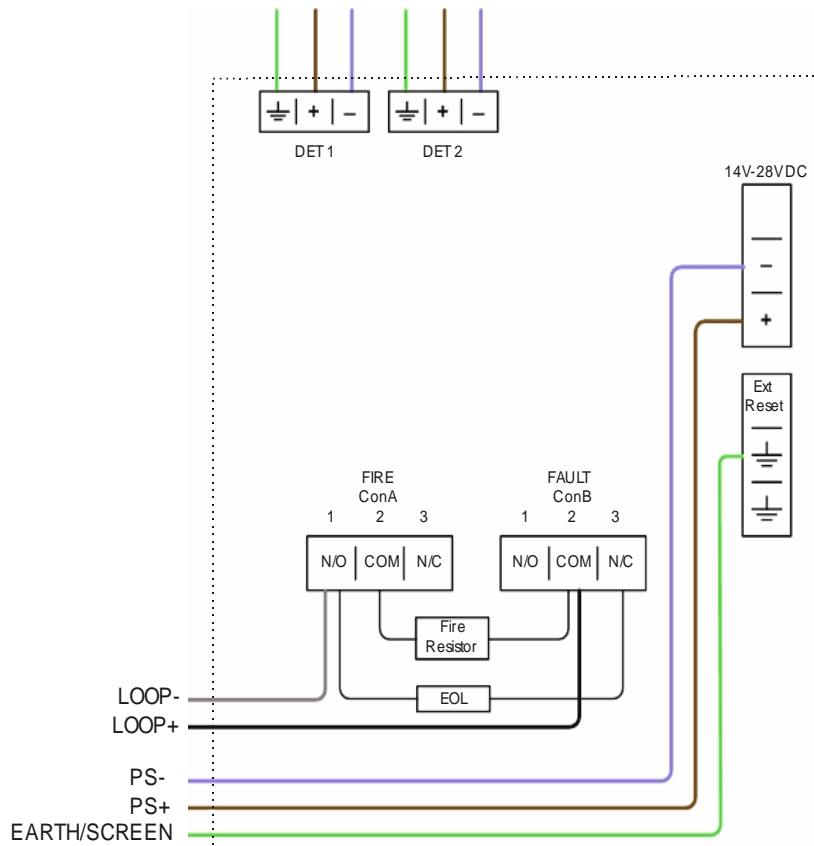 + −
+ −
DET 1
DET 2
14V-28VDC
−
+
Ext
Reset
FIRE
ConA
1 2 3
FAULT
ConB
1 2 3
N/O COM N/C
N/O COM N/C
Fire
Resistor
EOL
LOOP-
LOOP+
PS-
PS+
EARTH/SCREEN